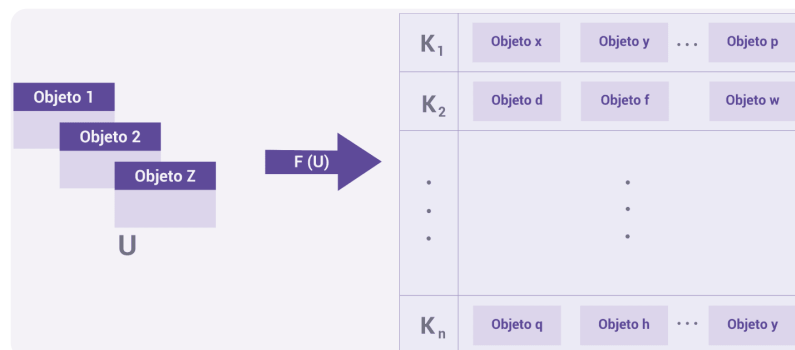 K1 Objeto x Objeto y ... Objeto p
K2 Objeto d Objeto f Objeto w
Objeto 1
Objeto 2
Objeto Z
F (U)
U
Kn Objeto q Objeto h ... Objeto y